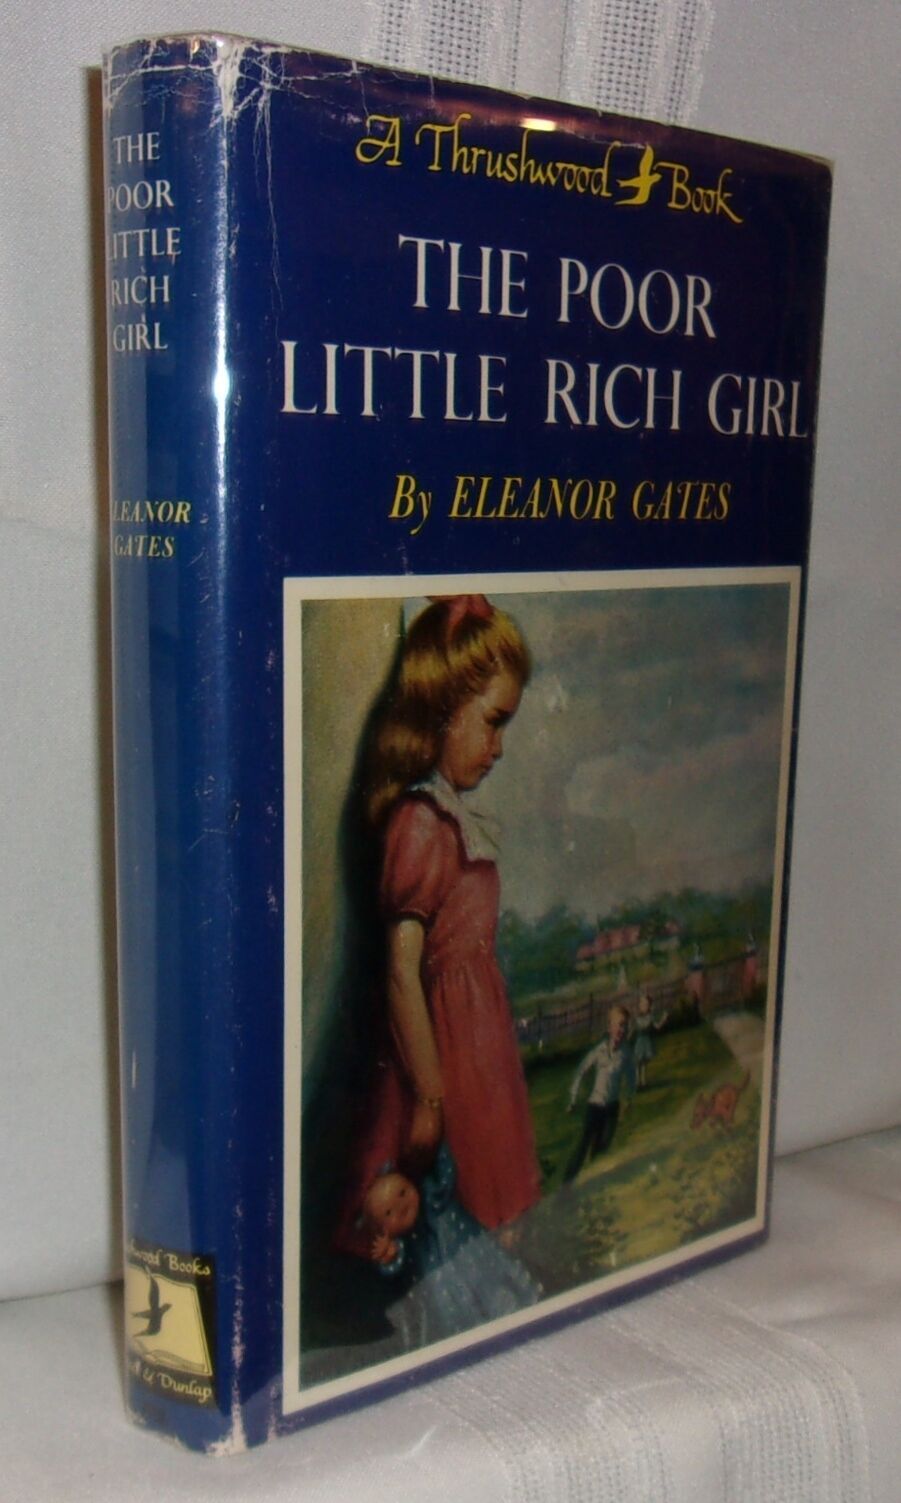 THE
POOR
LITTLE
RICH
GIRL
ELEANOR
GATES
Books
& Dunlap
A Thrushwood Book
THE POOR
LITTLE RICH GIRL
By ELEANOR GATES